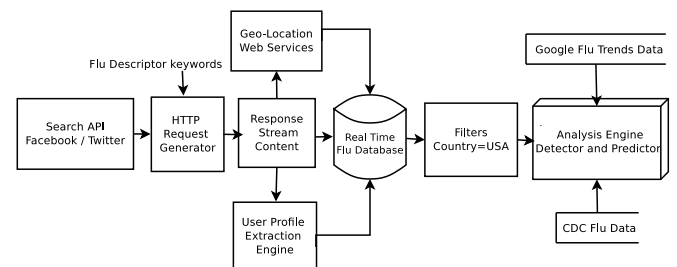 Geo-Location
Web Services
Google Flu Trends Data
Flu Descriptor keywords
Search API
Facebook / Twitter
HTTP
Request
Generator
Response
Stream
Content
Real Time
Flu Database
Filters
Country=USA
Analysis Engine
Detector and Predictor
User Profile
Extraction
Engine
CDC Flu Data